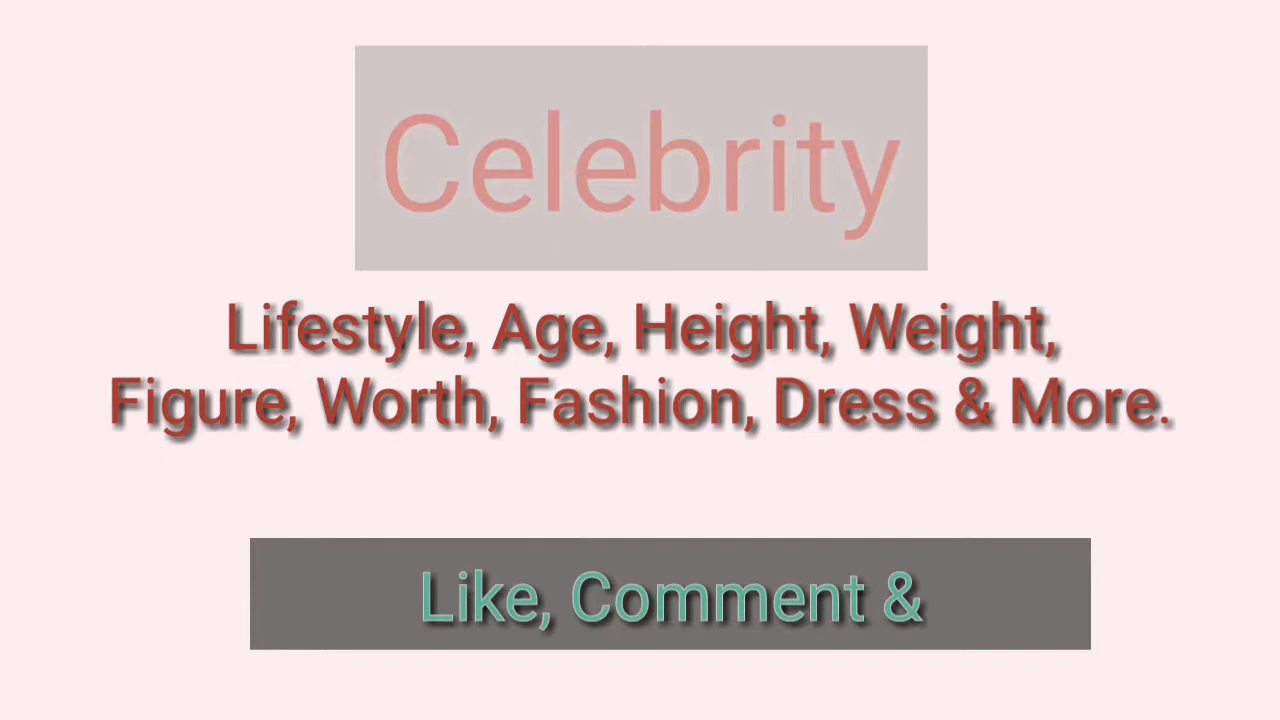 Celebrity
Lifestyle, Age, Height, Weight,
Figure, Worth, Fashion, Dress & More.
Like, Comment &